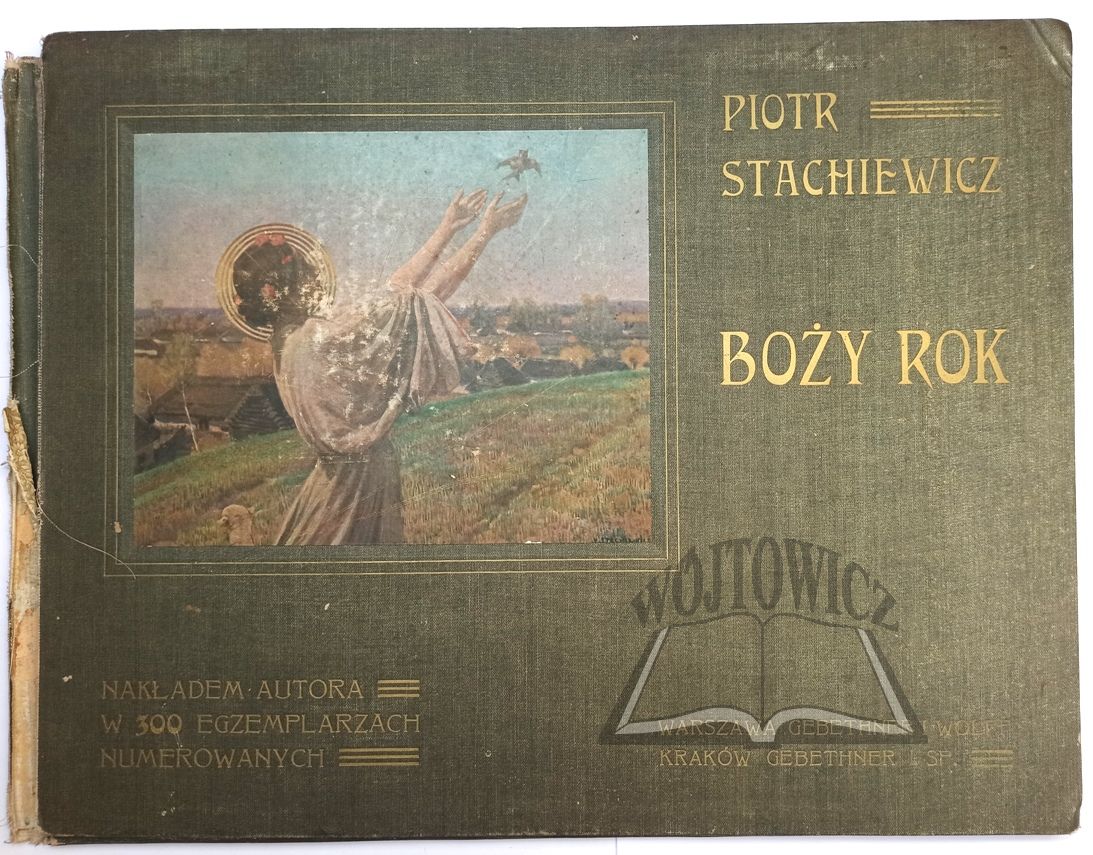 PIOTR
STACHIEWICZ
BOŻY ROK
NAKŁADEM·AUTORA
W 300 EGZEMPLARZACH
NUMEROWANYCH
WÓJTOWICZ
WARSZAWA GEBETHNER I WOLFF
KRAKÓW GEBETHNER I SP.